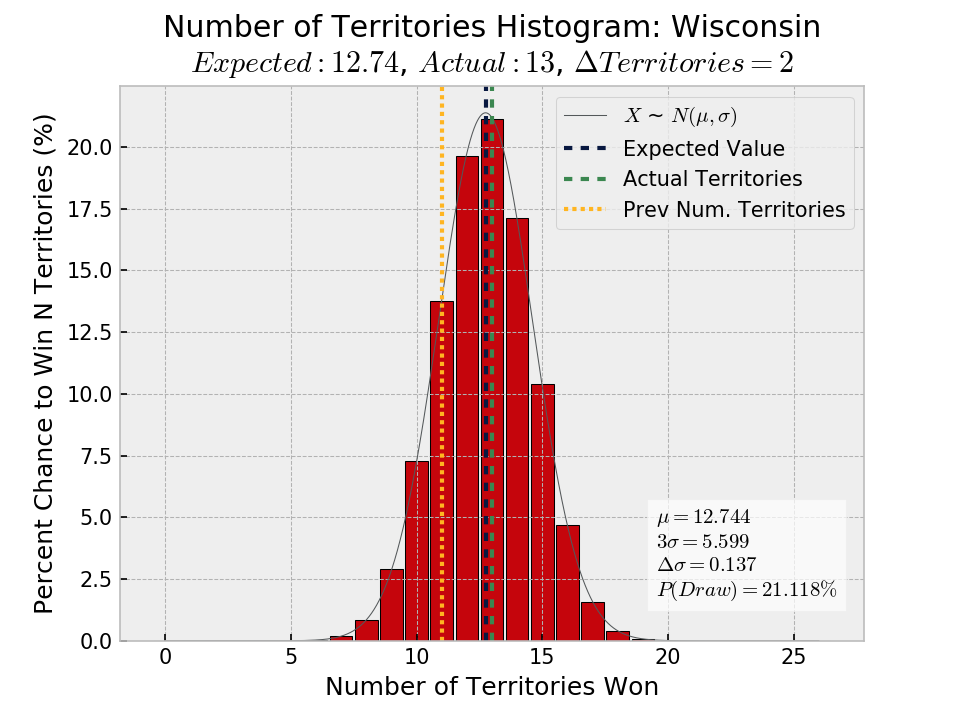 Number of Territories Histogram: Wisconsin
Expected : 12.74, Actual : 13, ΔTerritories = 2
Percent Chance to Win N Territories (%)
20.0
17.5
15.0
12.5
10.0
7.5
5.0
2.5
0.0
X ~ N(μ, σ)
Expected Value
Actual Territories
Prev Num. Territories
μ = 12.744
3σ = 5.599
Δσ = 0.137
P(Draw) = 21.118%
0 5 10 15 20 25
Number of Territories Won